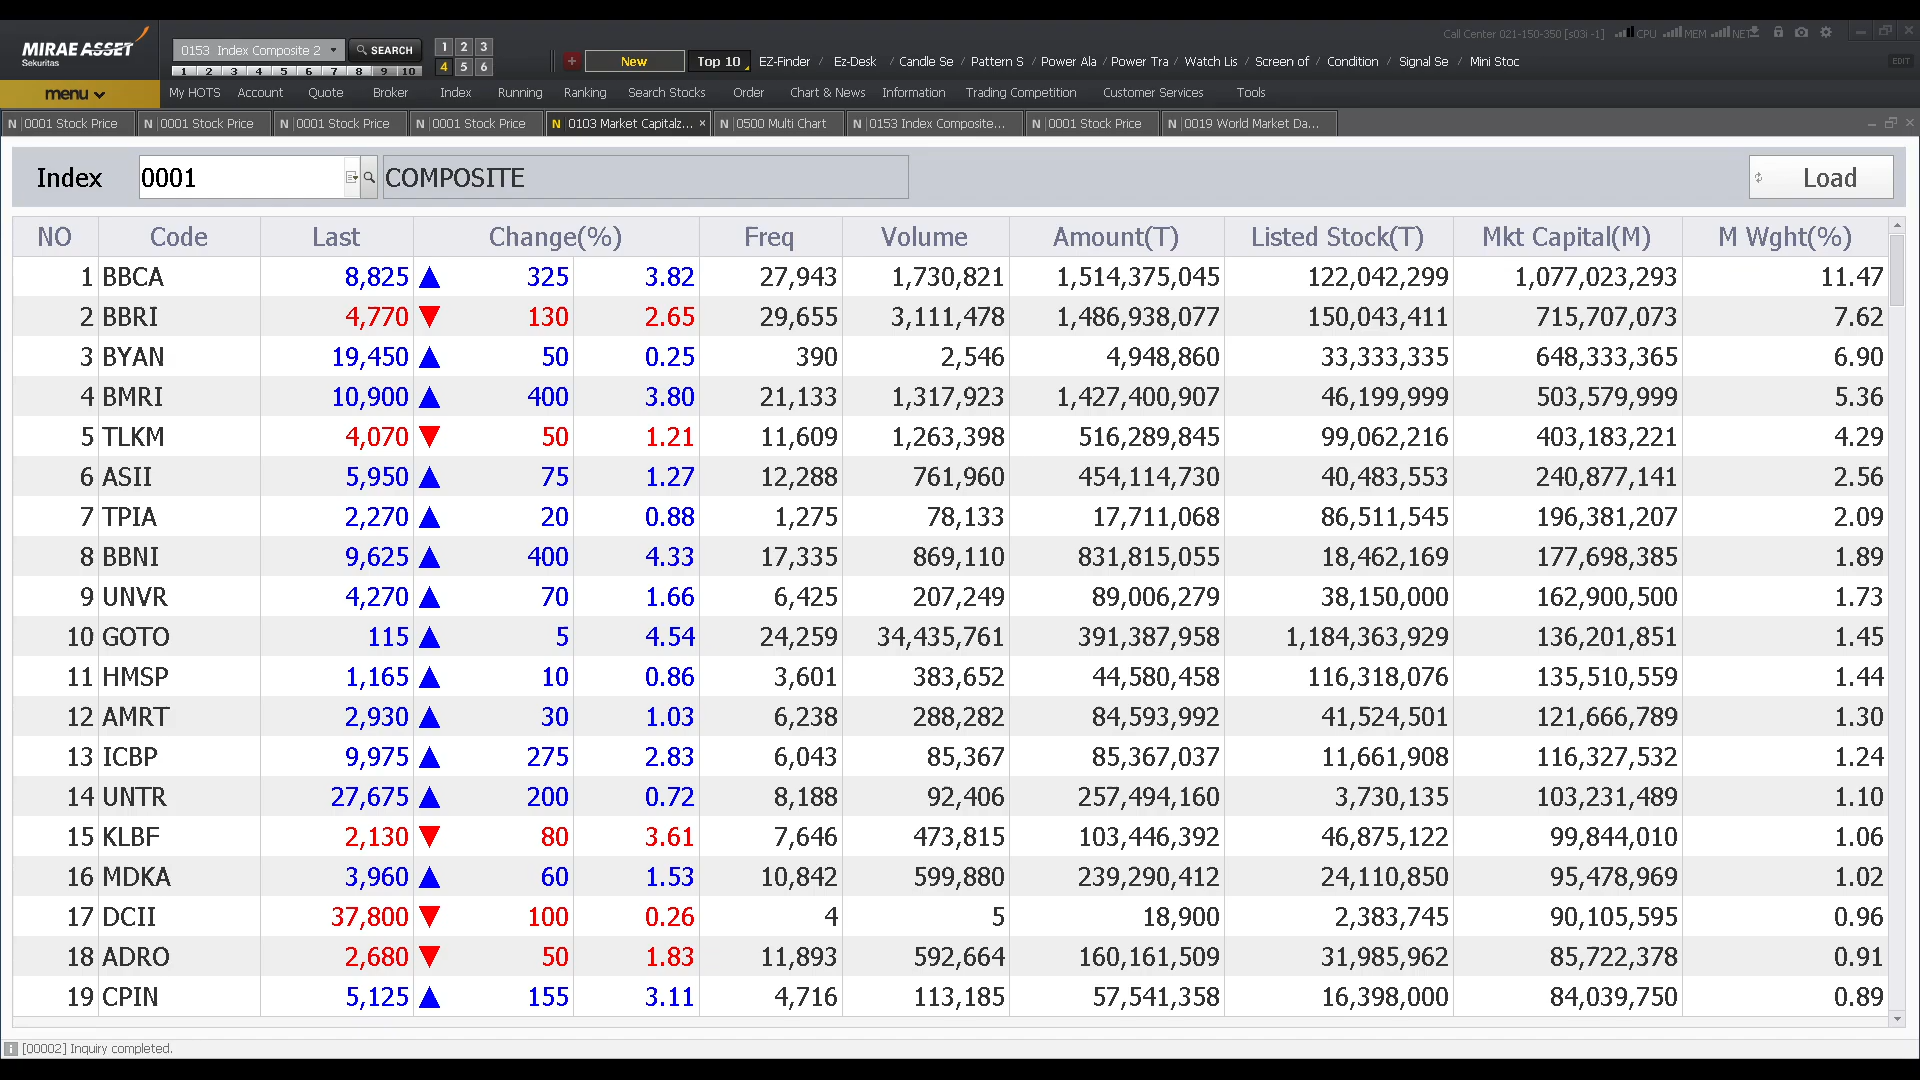 Call Center 021-150-350 [s03i -1] CPU MEM NET
MIRAE ASSET
Sekuritas
0153 Index Composite 2 SEARCH 1 2 3
1 2 3 4 5 6 7 8 9 10 4 5 6
+ New Top 10 EZ-Finder / Ez-Desk / Candle Se / Pattern S / Power Ala / Power Tra / Watch Lis / Screen of / Condition / Signal Se / Mini Stoc EDIT
menu My HOTS Account Quote Broker Index Running Ranking Search Stocks Order Chart & News Information Trading Competition Customer Services Tools
N 0001 Stock Price N 0001 Stock Price N 0001 Stock Price N 0001 Stock Price N 0103 Market Capitalz... × N 0500 Multi Chart N 0153 Index Composite... N 0001 Stock Price N 0019 World Market Da...
Index 0001 COMPOSITE Load
NO Code Last Change(%) Freq Volume Amount(T) Listed Stock(T) Mkt Capital(M) M Wght(%)
1 BBCA 8,825 ▲ 325 3.82 27,943 1,730,821 1,514,375,045 122,042,299 1,077,023,293 11.47
2 BBRI 4,770 ▼ 130 2.65 29,655 3,111,478 1,486,938,077 150,043,411 715,707,073 7.62
3 BYAN 19,450 ▲ 50 0.25 390 2,546 4,948,860 33,333,335 648,333,365 6.90
4 BMRI 10,900 ▲ 400 3.80 21,133 1,317,923 1,427,400,907 46,199,999 503,579,999 5.36
5 TLKM 4,070 ▼ 50 1.21 11,609 1,263,398 516,289,845 99,062,216 403,183,221 4.29
6 ASII 5,950 ▲ 75 1.27 12,288 761,960 454,114,730 40,483,553 240,877,141 2.56
7 TPIA 2,270 ▲ 20 0.88 1,275 78,133 17,711,068 86,511,545 196,381,207 2.09
8 BBNI 9,625 ▲ 400 4.33 17,335 869,110 831,815,055 18,462,169 177,698,385 1.89
9 UNVR 4,270 ▲ 70 1.66 6,425 207,249 89,006,279 38,150,000 162,900,500 1.73
10 GOTO 115 ▲ 5 4.54 24,259 34,435,761 391,387,958 1,184,363,929 136,201,851 1.45
11 HMSP 1,165 ▲ 10 0.86 3,601 383,652 44,580,458 116,318,076 135,510,559 1.44
12 AMRT 2,930 ▲ 30 1.03 6,238 288,282 84,593,992 41,524,501 121,666,789 1.30
13 ICBP 9,975 ▲ 275 2.83 6,043 85,367 85,367,037 11,661,908 116,327,532 1.24
14 UNTR 27,675 ▲ 200 0.72 8,188 92,406 257,494,160 3,730,135 103,231,489 1.10
15 KLBF 2,130 ▼ 80 3.61 7,646 473,815 103,446,392 46,875,122 99,844,010 1.06
16 MDKA 3,960 ▲ 60 1.53 10,842 599,880 239,290,412 24,110,850 95,478,969 1.02
17 DCII 37,800 ▼ 100 0.26 4 5 18,900 2,383,745 90,105,595 0.96
18 ADRO 2,680 ▼ 50 1.83 11,893 592,664 160,161,509 31,985,962 85,722,378 0.91
19 CPIN 5,125 ▲ 155 3.11 4,716 113,185 57,541,358 16,398,000 84,039,750 0.89
[00002] Inquiry completed.